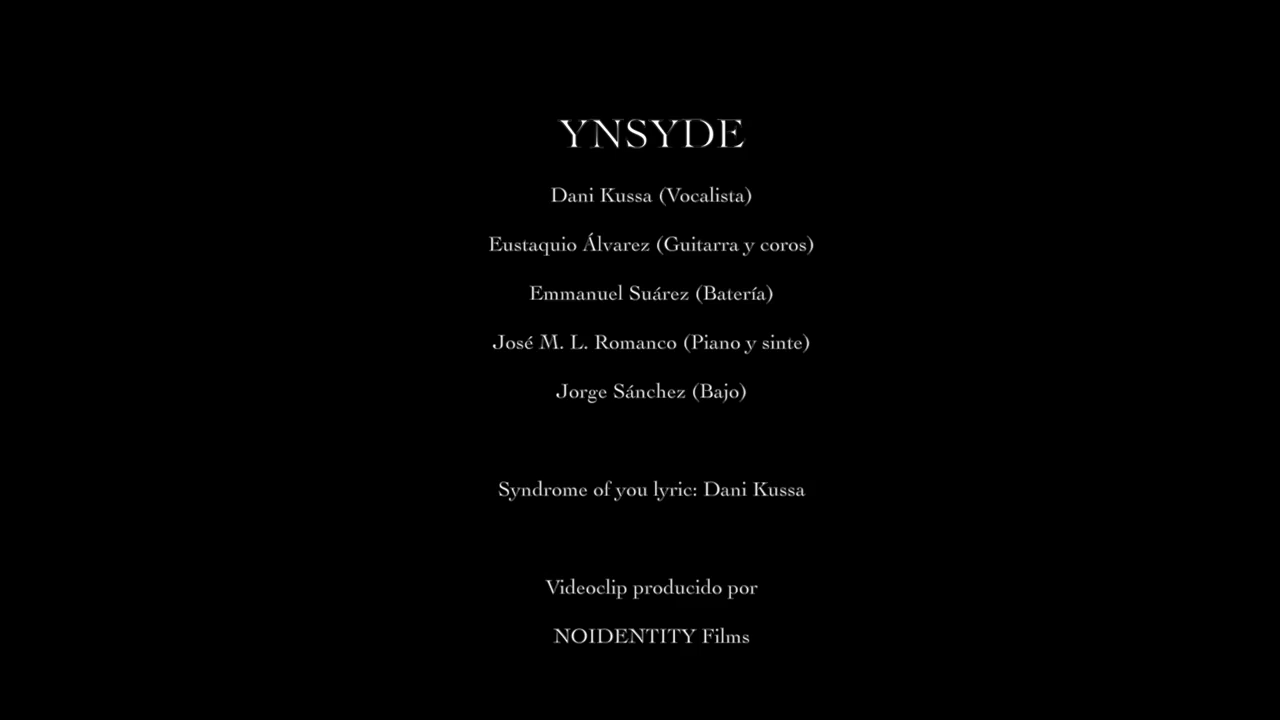 YNSYDE
Dani Kussa (Vocalista)
Eustaquio Álvarez (Guitarra y coros)
Emmanuel Suárez (Batería)
José M. L. Romanco (Piano y sinte)
Jorge Sánchez (Bajo)
Syndrome of you lyric: Dani Kussa
Videoclip producido por
NOIDENTITY Films